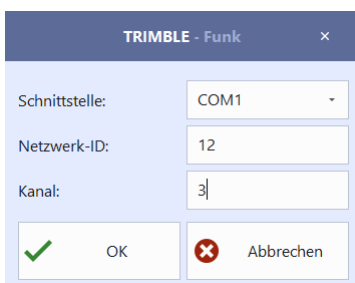 TRIMBLE - Funk
Schnittstelle: COM1
Netzwerk-ID: 12
Kanal: 3
OK Abbrechen